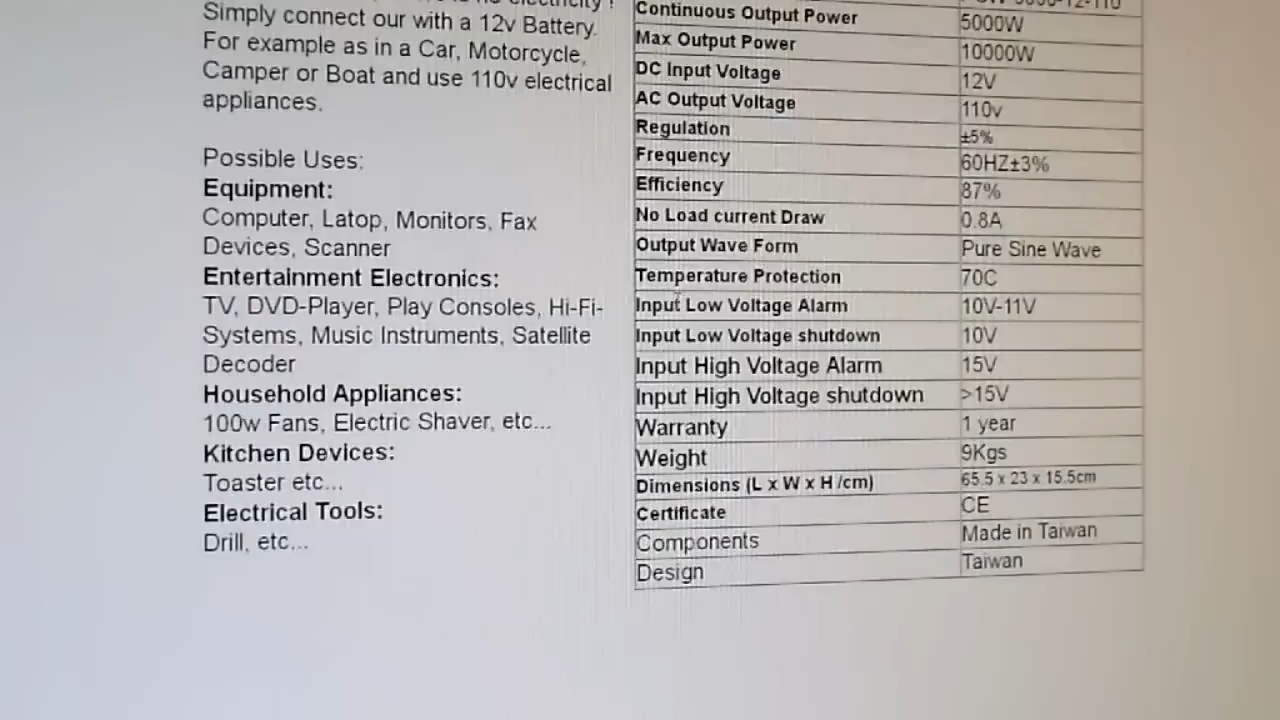 electricity !
Simply connect our with a 12v Battery.
For example as in a Car, Motorcycle,
Camper or Boat and use 110v electrical
appliances.
Possible Uses:
Equipment:
Computer, Latop, Monitors, Fax
Devices, Scanner
Entertainment Electronics:
TV, DVD-Player, Play Consoles, Hi-Fi-
Systems, Music Instruments, Satellite
Decoder
Household Appliances:
100w Fans, Electric Shaver, etc...
Kitchen Devices:
Toaster etc...
Electrical Tools:
Drill, etc...
Continuous Output Power 5000W
Max Output Power 10000W
DC Input Voltage 12V
AC Output Voltage 110v
Regulation ±5%
Frequency 60HZ±3%
Efficiency 87%
No Load current Draw 0.8A
Output Wave Form Pure Sine Wave
Temperature Protection 70C
Input Low Voltage Alarm 10V-11V
Input Low Voltage shutdown 10V
Input High Voltage Alarm 15V
Input High Voltage shutdown >15V
Warranty 1 year
Weight 9Kgs
Dimensions (L x W x H /cm) 65.5 x 23 x 15.5cm
Certificate CE
Components Made in Taiwan
Design Taiwan